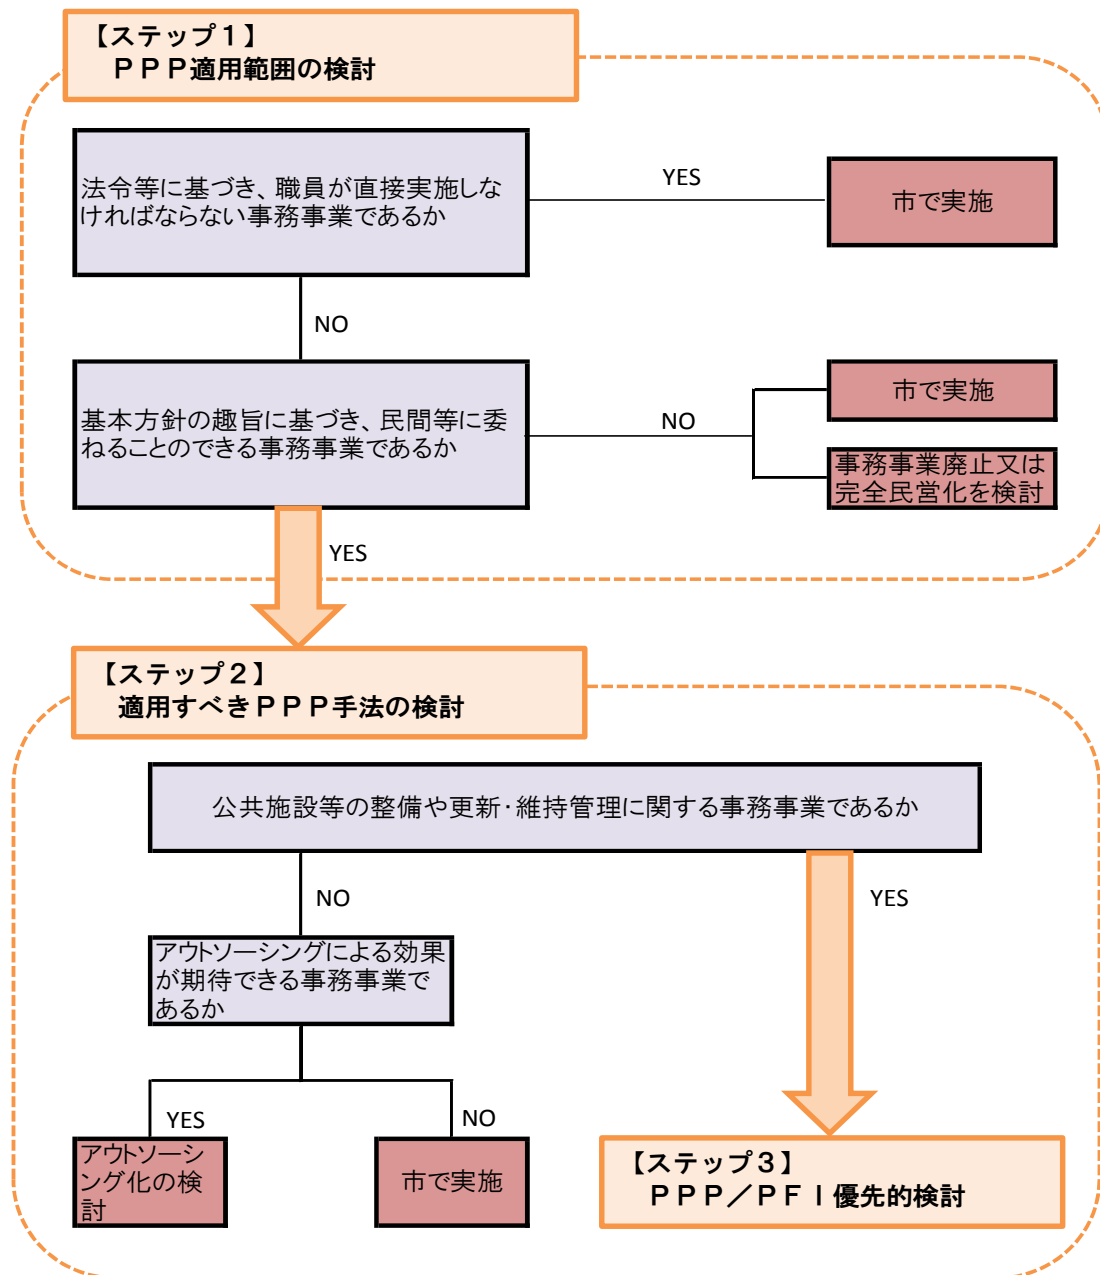 【ステップ１】
ＰＰＰ適用範囲の検討
法令等に基づき、職員が直接実施しな
ければならない事務事業であるか
YES
市で実施
NO
基本方針の趣旨に基づき、民間等に委
ねることのできる事務事業であるか
NO
市で実施
事務事業廃止又は
完全民営化を検討
YES
【ステップ２】
適用すべきＰＰＰ手法の検討
公共施設等の整備や更新・維持管理に関する事務事業であるか
NO
YES
アウトソーシングによる効果
が期待できる事務事業で
あるか
YES
NO
アウトソーシ
ング化の検
討
市で実施
【ステップ３】
ＰＰＰ／ＰＦＩ優先的検討